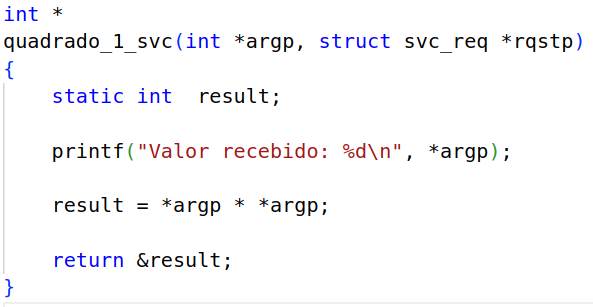 int *
quadrado_1_svc(int *argp, struct svc_req *rqstp)
{
    static int  result;
    printf("Valor recebido: %d\n", *argp);
    result = *argp * *argp;
    return &result;
}